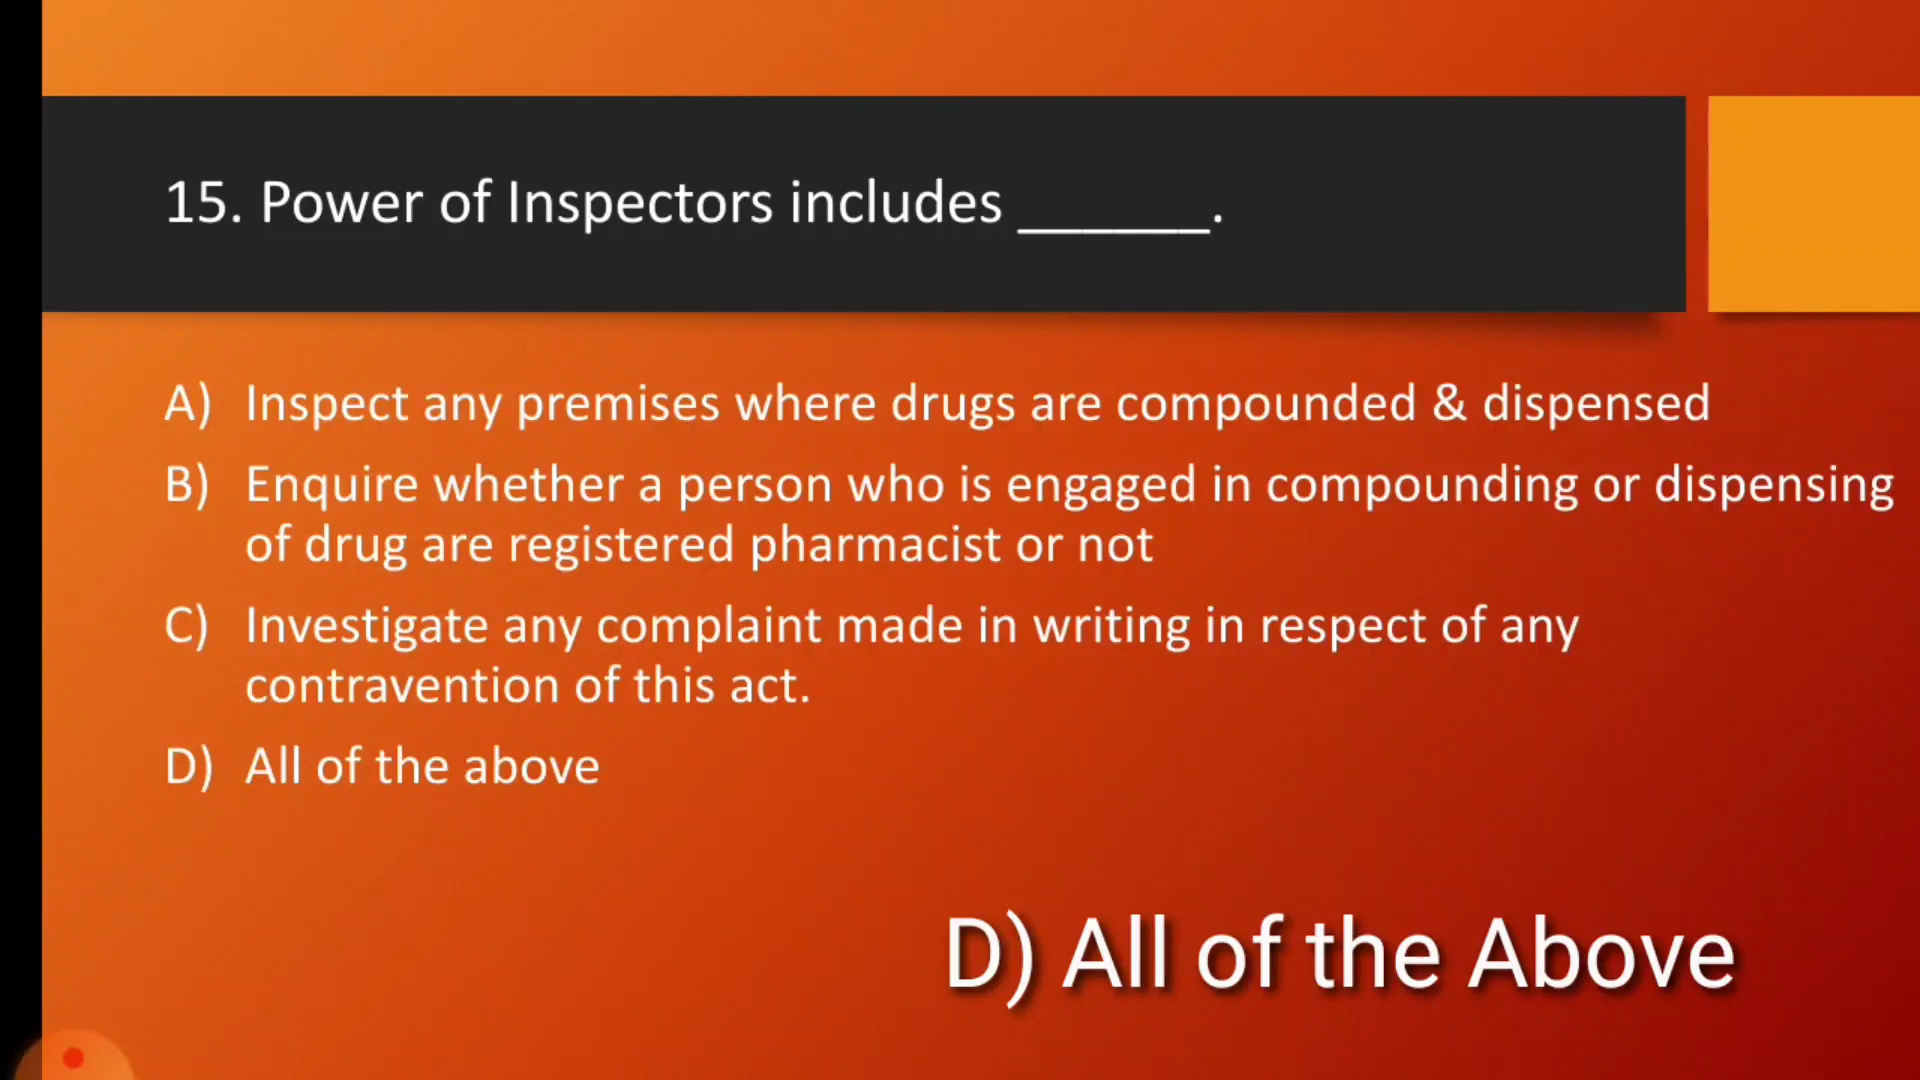 15. Power of Inspectors includes ______.
A) Inspect any premises where drugs are compounded & dispensed
B) Enquire whether a person who is engaged in compounding or dispensing
of drug are registered pharmacist or not
C) Investigate any complaint made in writing in respect of any
contravention of this act.
D) All of the above
D) All of the Above